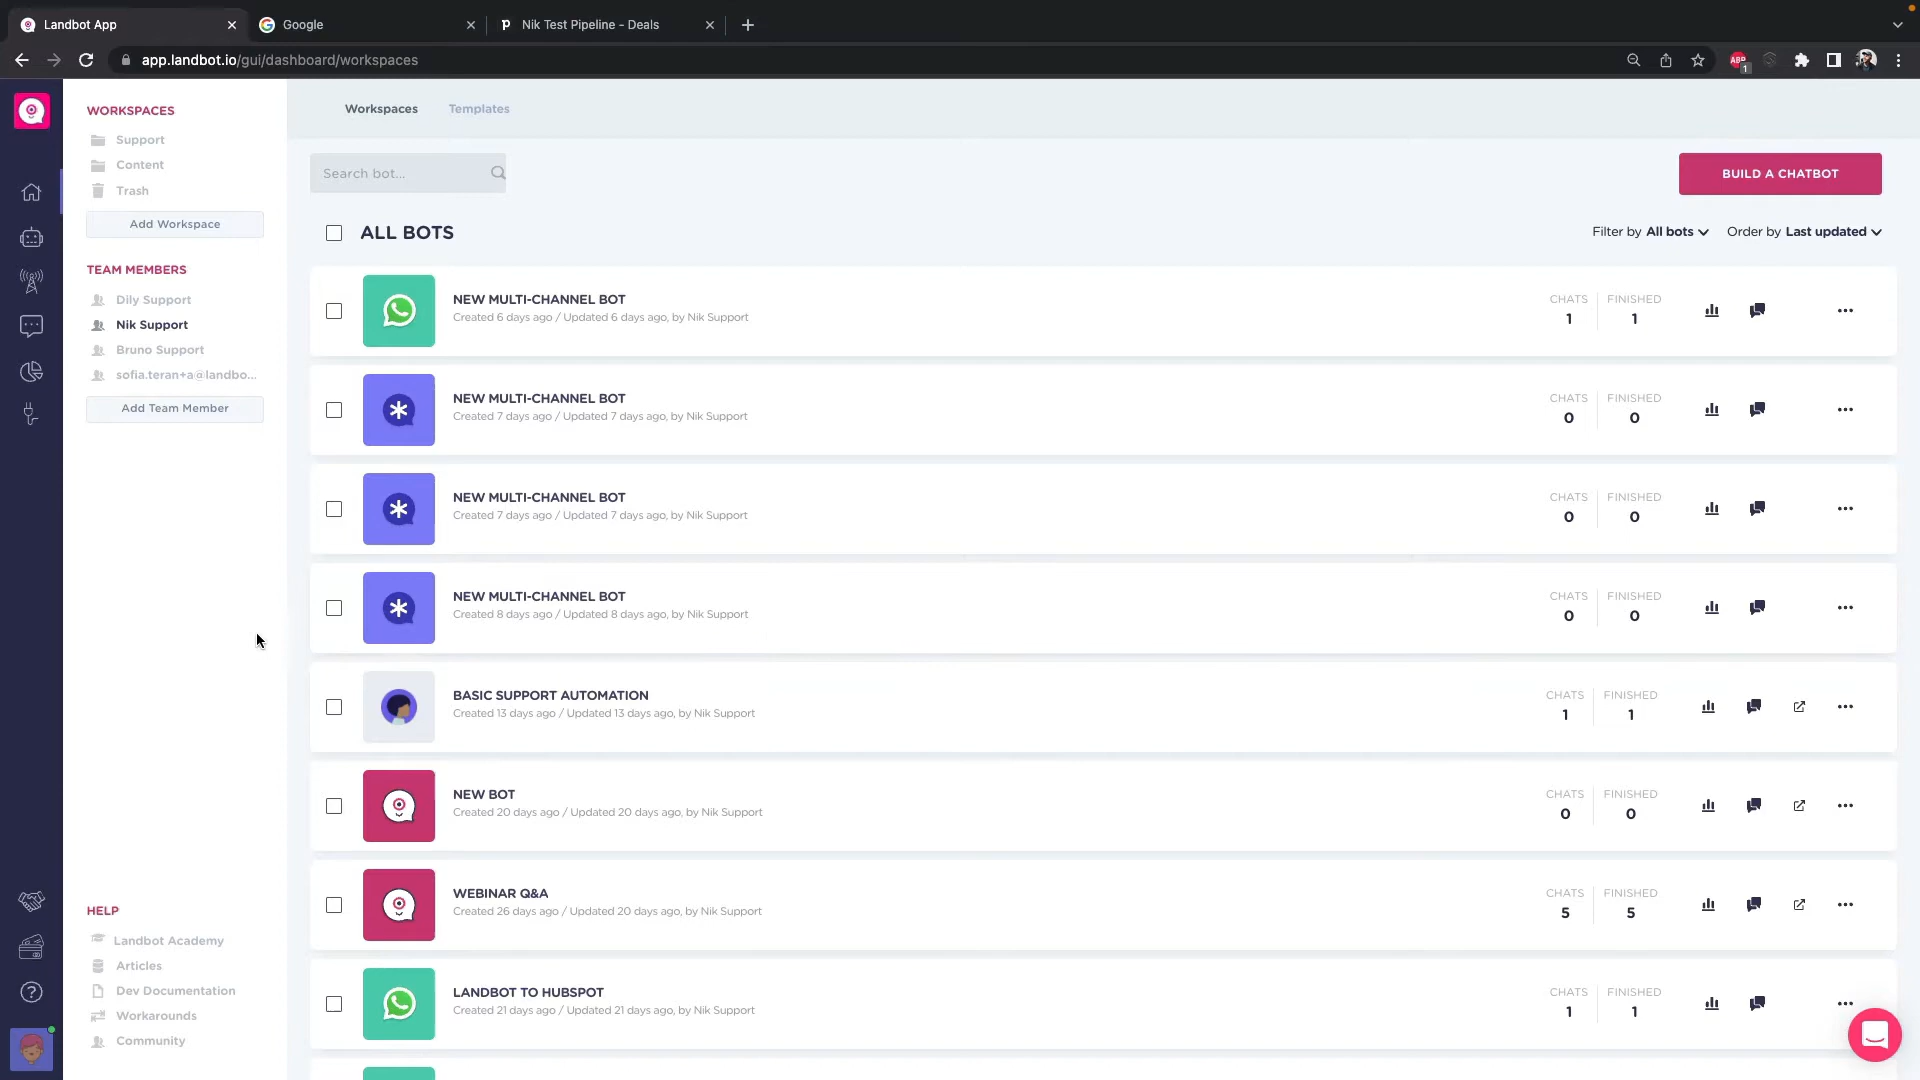 Landbot App
Google
Nik Test Pipeline - Deals
app.landbot.io/gui/dashboard/workspaces
ABP
1
WORKSPACES
Support
Content
Trash
Add Workspace
TEAM MEMBERS
Dily Support
Nik Support
Bruno Support
sofia.teran+a@landbo...
Add Team Member
HELP
Landbot Academy
Articles
Dev Documentation
Workarounds
Community
Workspaces
Templates
Search bot...
BUILD A CHATBOT
ALL BOTS
Filter by All bots
Order by Last updated
NEW MULTI-CHANNEL BOT
Created 6 days ago / Updated 6 days ago, by Nik Support
CHATS
1
FINISHED
1
NEW MULTI-CHANNEL BOT
Created 7 days ago / Updated 7 days ago, by Nik Support
CHATS
0
FINISHED
0
NEW MULTI-CHANNEL BOT
Created 7 days ago / Updated 7 days ago, by Nik Support
CHATS
0
FINISHED
0
NEW MULTI-CHANNEL BOT
Created 8 days ago / Updated 8 days ago, by Nik Support
CHATS
0
FINISHED
0
BASIC SUPPORT AUTOMATION
Created 13 days ago / Updated 13 days ago, by Nik Support
CHATS
1
FINISHED
1
NEW BOT
Created 20 days ago / Updated 20 days ago, by Nik Support
CHATS
0
FINISHED
0
WEBINAR Q&A
Created 26 days ago / Updated 20 days ago, by Nik Support
CHATS
5
FINISHED
5
LANDBOT TO HUBSPOT
Created 21 days ago / Updated 21 days ago, by Nik Support
CHATS
1
FINISHED
1